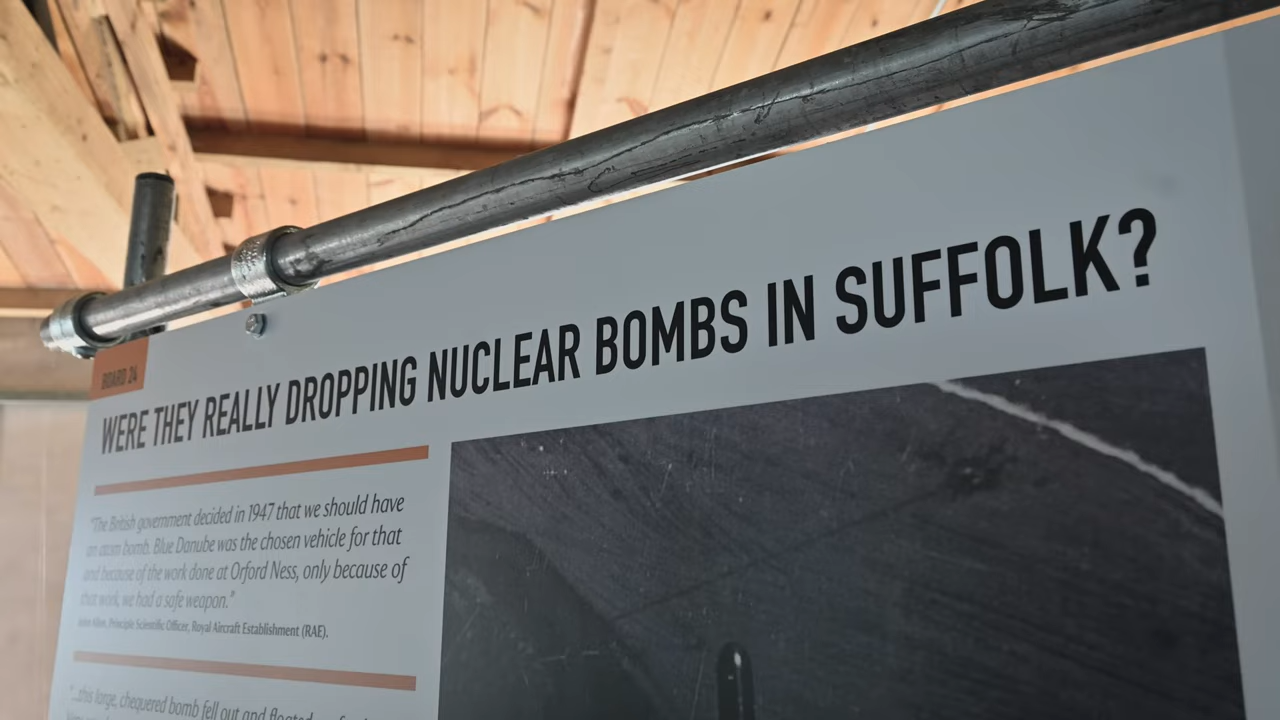 BOARD 24
WERE THEY REALLY DROPPING NUCLEAR BOMBS IN SUFFOLK?
"The British government decided in 1947 that we should have
an atom bomb. Blue Danube was the chosen vehicle for that
and because of the work done at Orford Ness, only because of
that work, we had a safe weapon."
Principle Scientific Officer, Royal Aircraft Establishment (RAE).
"...this large, chequered bomb fell out and floated